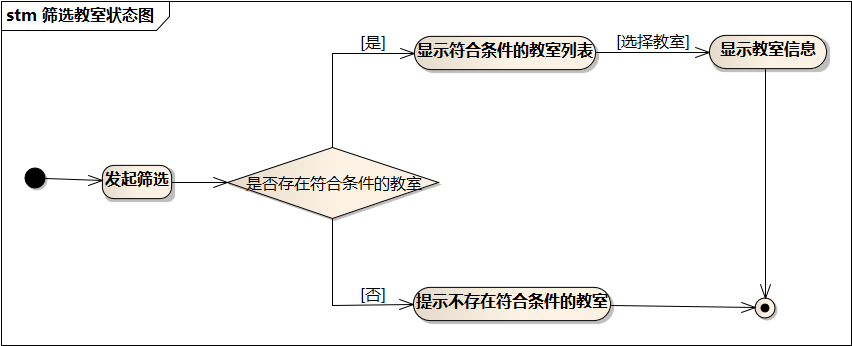 stm 筛选教室状态图
[是]
显示符合条件的教室列表
[选择教室]
显示教室信息
发起筛选
是否存在符合条件的教室
[否]
提示不存在符合条件的教室